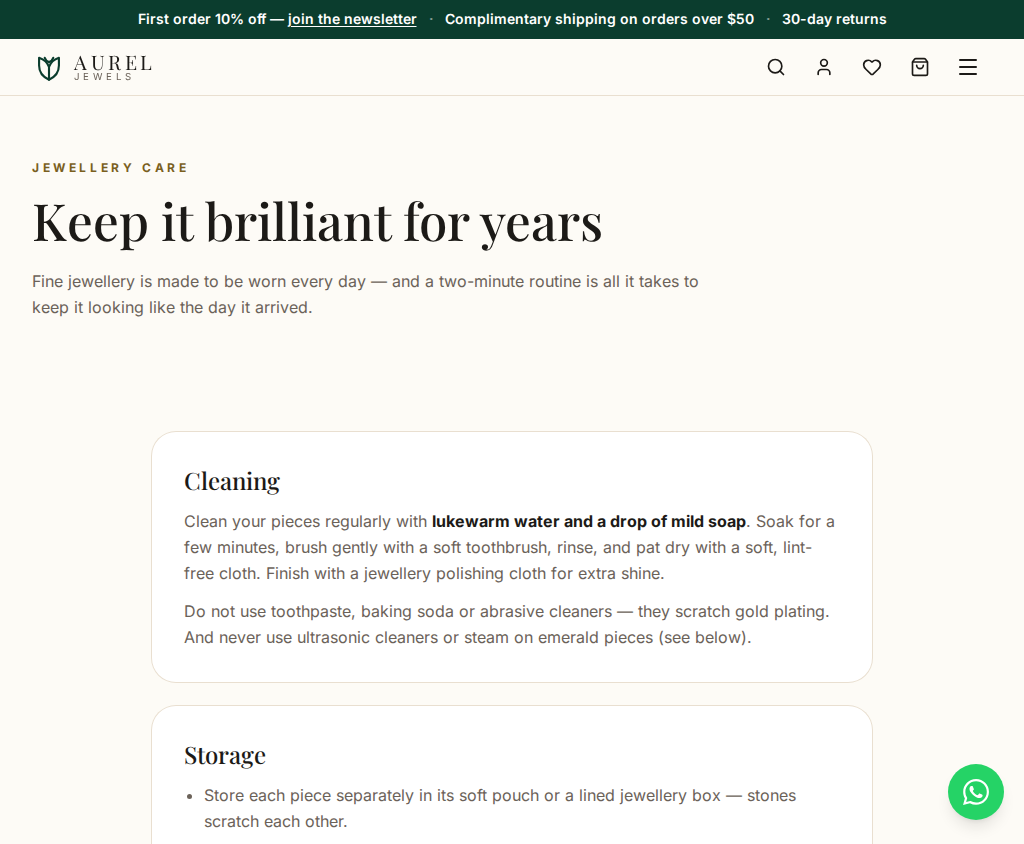 First order 10% off — join the newsletter · Complimentary shipping on orders over $50 · 30-day returns
AUREL
JEWELS
JEWELLERY CARE
Keep it brilliant for years
Fine jewellery is made to be worn every day — and a two-minute routine is all it takes to
keep it looking like the day it arrived.
Cleaning
Clean your pieces regularly with lukewarm water and a drop of mild soap. Soak for a
few minutes, brush gently with a soft toothbrush, rinse, and pat dry with a soft, lint-
free cloth. Finish with a jewellery polishing cloth for extra shine.
Do not use toothpaste, baking soda or abrasive cleaners — they scratch gold plating.
And never use ultrasonic cleaners or steam on emerald pieces (see below).
Storage
• Store each piece separately in its soft pouch or a lined jewellery box — stones
scratch each other.